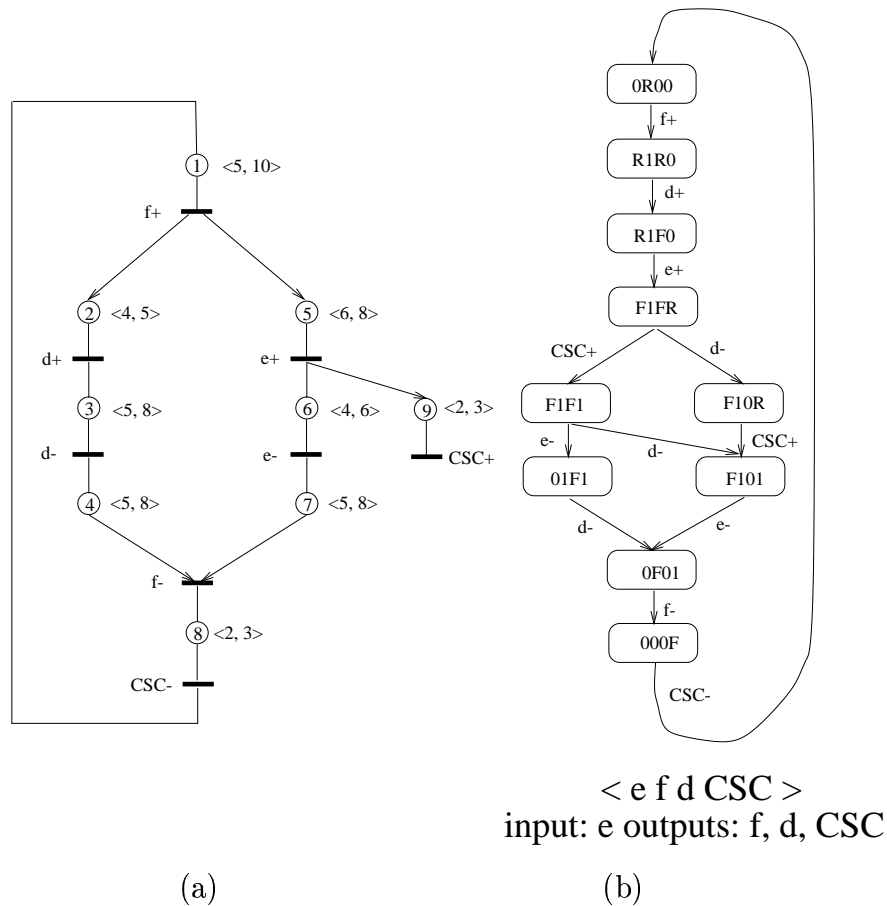 1 <5, 10>
f+
2 <4, 5>
5 <6, 8>
d+
e+
3 <5, 8>
6 <4, 6>
9 <2, 3>
d-
e-
CSC+
4 <5, 8>
7 <5, 8>
f-
8 <2, 3>
CSC-
(a)
0R00
f+
R1R0
d+
R1F0
e+
F1FR
CSC+
d-
F1F1
F10R
e-
d-
CSC+
01F1
F101
d-
e-
0F01
f-
000F
CSC-
< e f d CSC >
input: e outputs: f, d, CSC
(b)